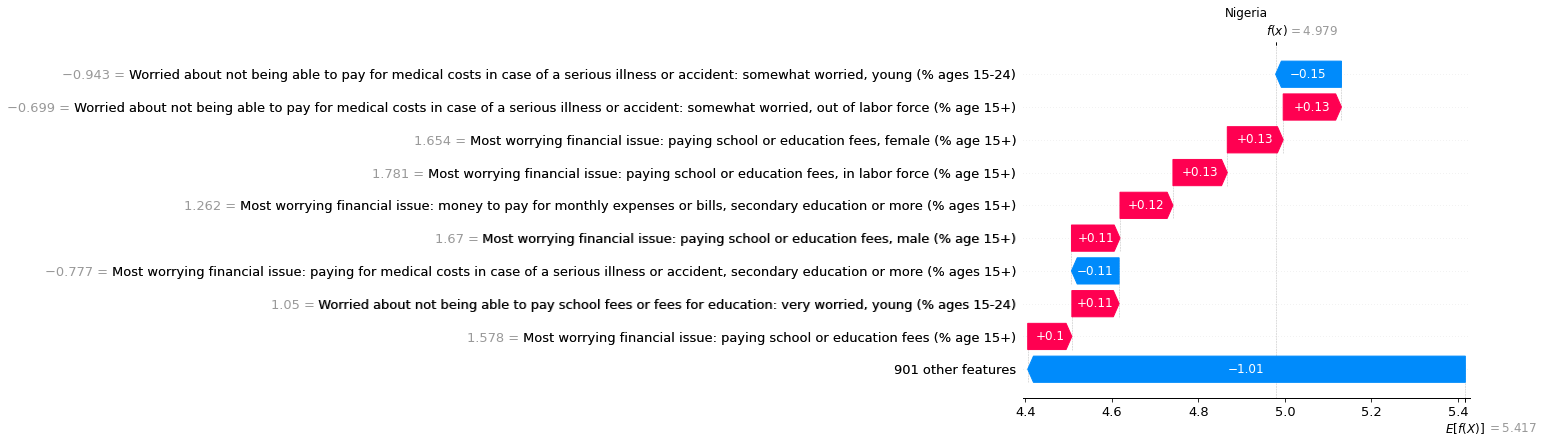 Nigeria
f(x) = 4.979
−0.943 = Worried about not being able to pay for medical costs in case of a serious illness or accident: somewhat worried, young (% ages 15-24)
−0.15
−0.699 = Worried about not being able to pay for medical costs in case of a serious illness or accident: somewhat worried, out of labor force (% age 15+)
+0.13
1.654 = Most worrying financial issue: paying school or education fees, female (% age 15+)
+0.13
1.781 = Most worrying financial issue: paying school or education fees, in labor force (% age 15+)
+0.13
1.262 = Most worrying financial issue: money to pay for monthly expenses or bills, secondary education or more (% ages 15+)
+0.12
1.67 = Most worrying financial issue: paying school or education fees, male (% age 15+)
+0.11
−0.777 = Most worrying financial issue: paying for medical costs in case of a serious illness or accident, secondary education or more (% ages 15+)
−0.11
1.05 = Worried about not being able to pay school fees or fees for education: very worried, young (% ages 15-24)
+0.11
1.578 = Most worrying financial issue: paying school or education fees (% age 15+)
+0.1
901 other features
−1.01
4.4 4.6 4.8 5.0 5.2 5.4
E[f(X)] = 5.417